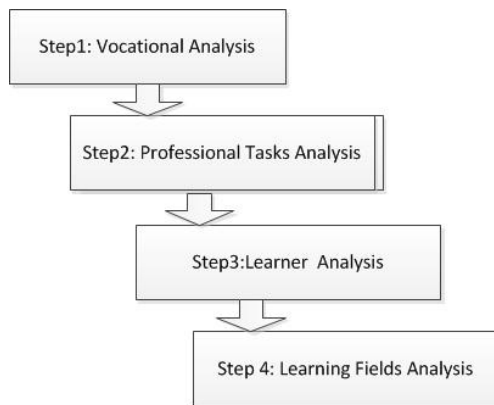 Step1: Vocational Analysis
Step2: Professional Tasks Analysis
Step3:Learner Analysis
Step 4: Learning Fields Analysis